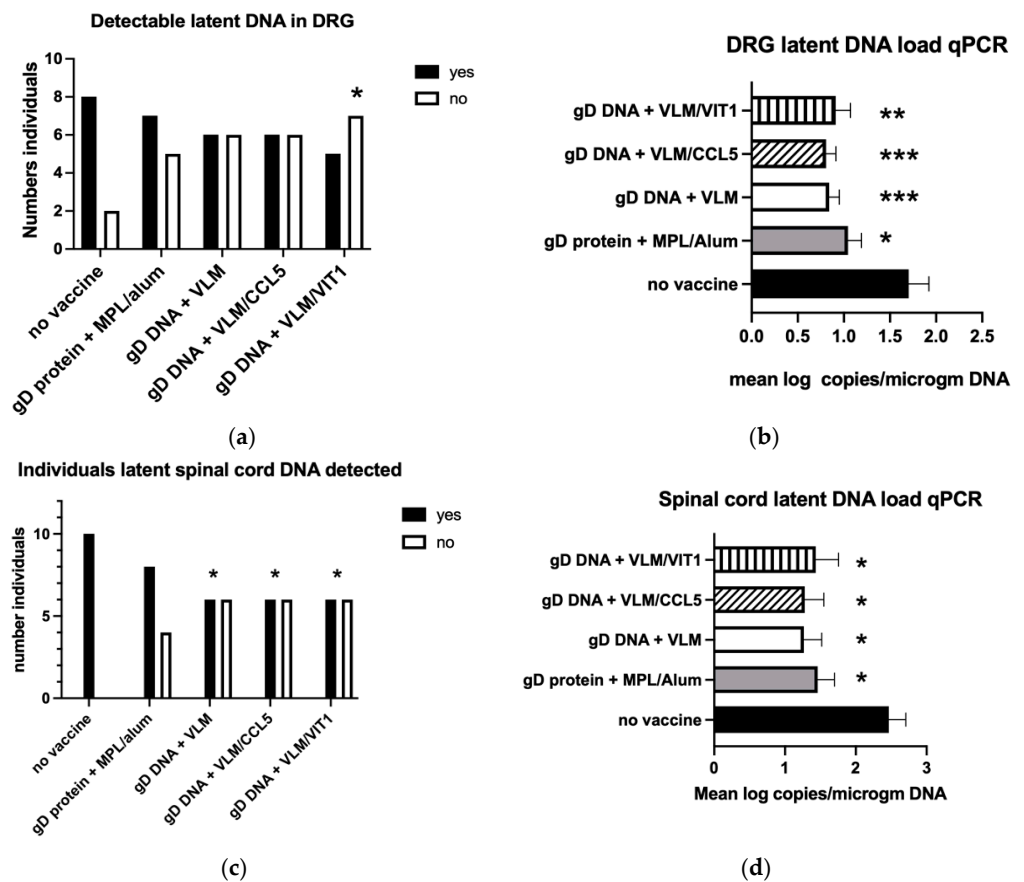 Detectable latent DNA in DRG
Numbers individuals
10
8
6
4
2
0
yes
no
*
no vaccine
gD protein + MPL/alum
gD DNA + VLM
gD DNA + VLM/CCL5
gD DNA + VLM/VIT1
(a)
DRG latent DNA load qPCR
gD DNA + VLM/VIT1
**
gD DNA + VLM/CCL5
***
gD DNA + VLM
***
gD protein + MPL/Alum
*
no vaccine
0.0 0.5 1.0 1.5 2.0 2.5
mean log copies/microgm DNA
(b)
Individuals latent spinal cord DNA detected
number individuals
10
5
0
yes
no
* * *
no vaccine
gD protein + MPL/alum
gD DNA + VLM
gD DNA + VLM/CCL5
gD DNA + VLM/VIT1
(c)
Spinal cord latent DNA load qPCR
gD DNA + VLM/VIT1
*
gD DNA + VLM/CCL5
*
gD DNA + VLM
*
gD protein + MPL/Alum
*
no vaccine
0 1 2 3
Mean log copies/microgm DNA
(d)